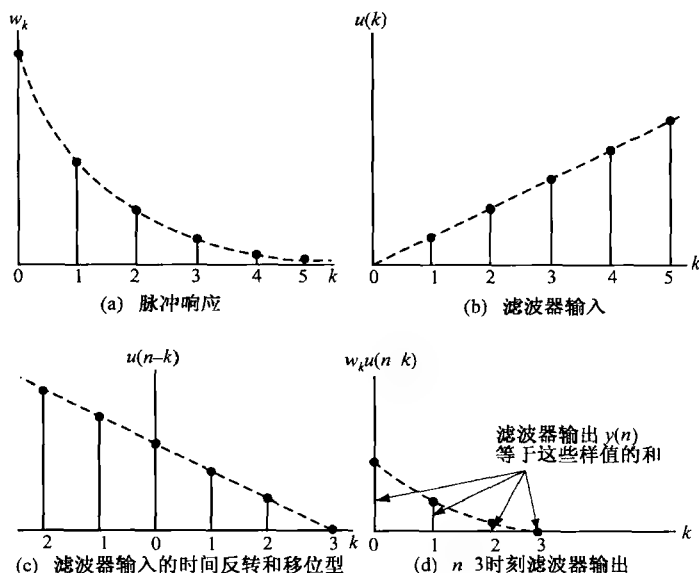 w_k
0 1 2 3 4 5 k
(a) 脉冲响应
u(k)
0 1 2 3 4 5 k
(b) 滤波器输入
u(n–k)
2 1 0 1 2 3 k
(c) 滤波器输入的时间反转和移位型
w_k u(n k)
滤波器输出 y(n)
等于这些样值的和
0 1 2 3 k
(d) n 3时刻滤波器输出